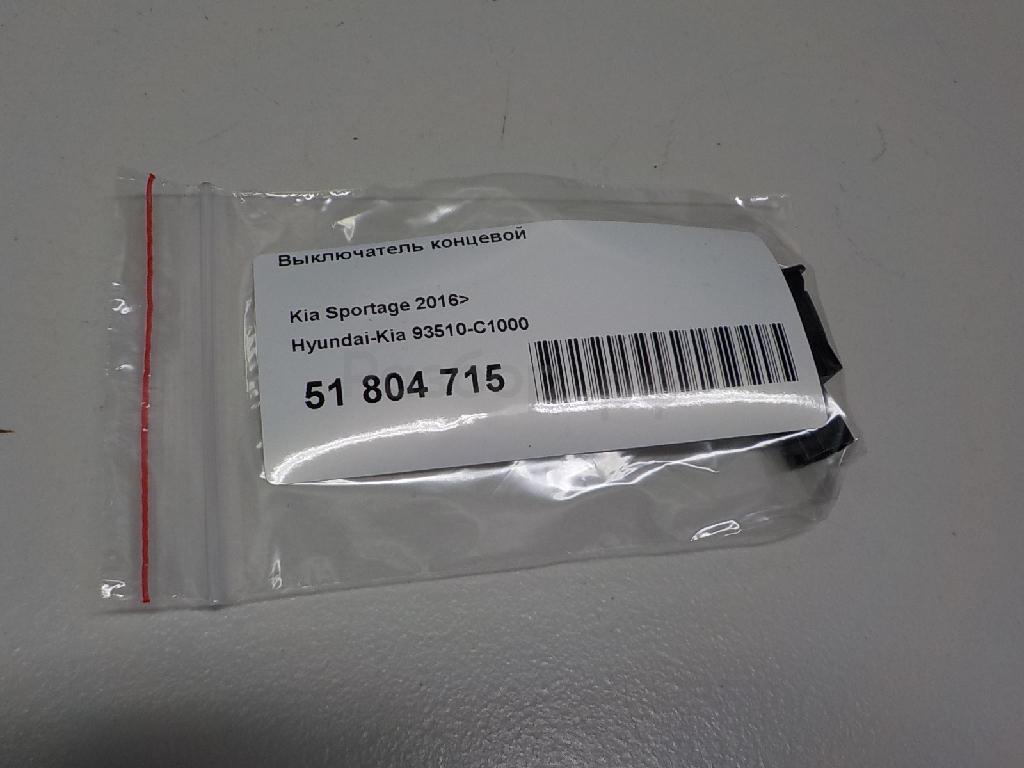 Выключатель концевой
Kia Sportage 2016>
Hyundai-Kia 93510-C1000
51 804 715